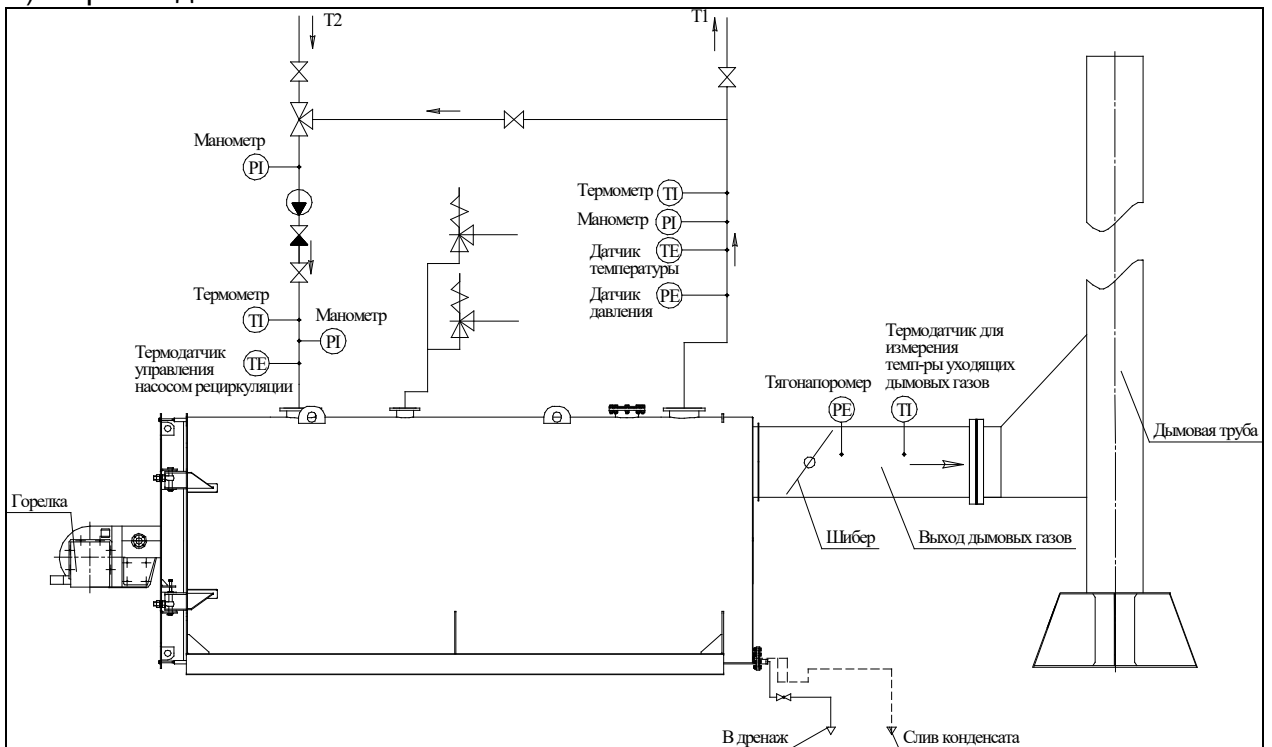 T2
T1
Манометр
PI
Термометр
TI
Манометр
PI
Датчик
температуры
TE
Датчик
давления
PE
Термометр
TI
Манометр
PI
Термодатчик
управления
насосом рециркуляции
TE
Термодатчик для
измерения
темп-ры уходящих
дымовых газов
TI
Тягонапоромер
PE
Дымовая труба
Горелка
Шибер
Выход дымовых газов
В дренаж
Слив конденсата